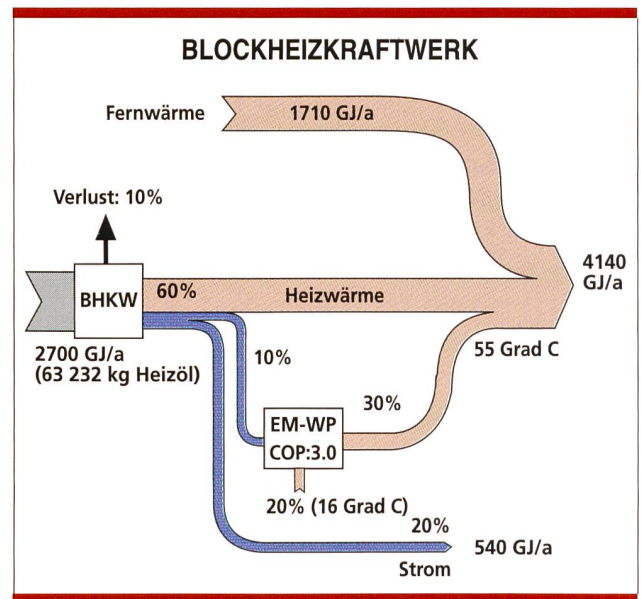 BLOCKHEIZKRAFTWERK
Fernwärme
1710 GJ/a
Verlust: 10%
4140
GJ/a
BHKW
60%
Heizwärme
2700 GJ/a
(63 232 kg Heizöl)
10%
55 Grad C
30%
EM-WP
COP:3.0
20% (16 Grad C)
20%
540 GJ/a
Strom